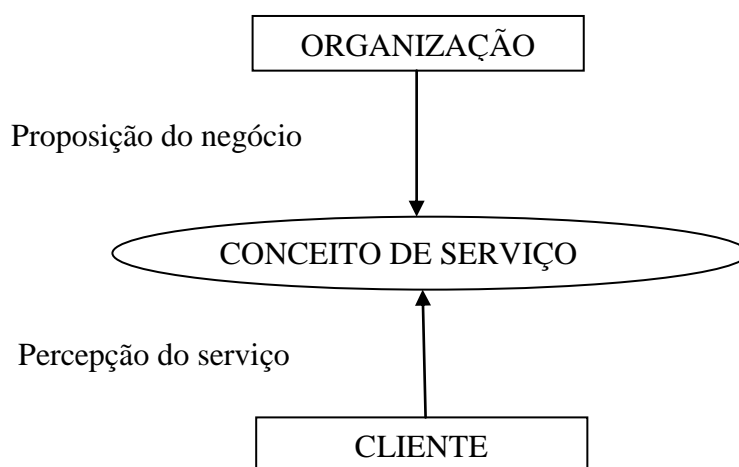 ORGANIZAÇÃO
Proposição do negócio
CONCEITO DE SERVIÇO
Percepção do serviço
CLIENTE